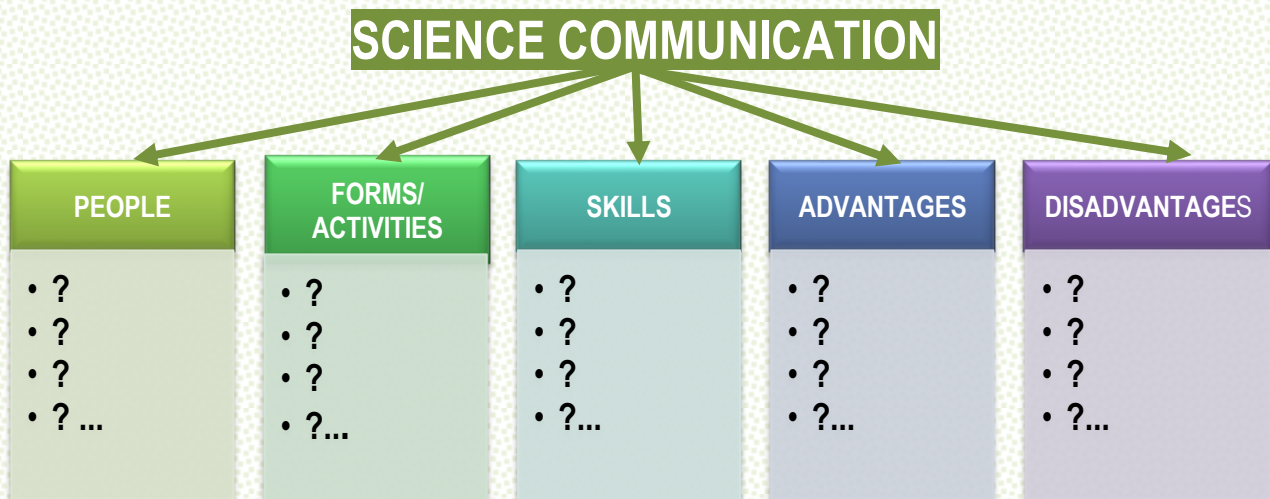 SCIENCE COMMUNICATION
PEOPLE
• ?
• ?
• ?
• ? ...
FORMS/
ACTIVITIES
• ?
• ?
• ?
• ?...
SKILLS
• ?
• ?
• ?
• ?...
ADVANTAGES
• ?
• ?
• ?
• ?...
DISADVANTAGES
• ?
• ?
• ?
• ?...